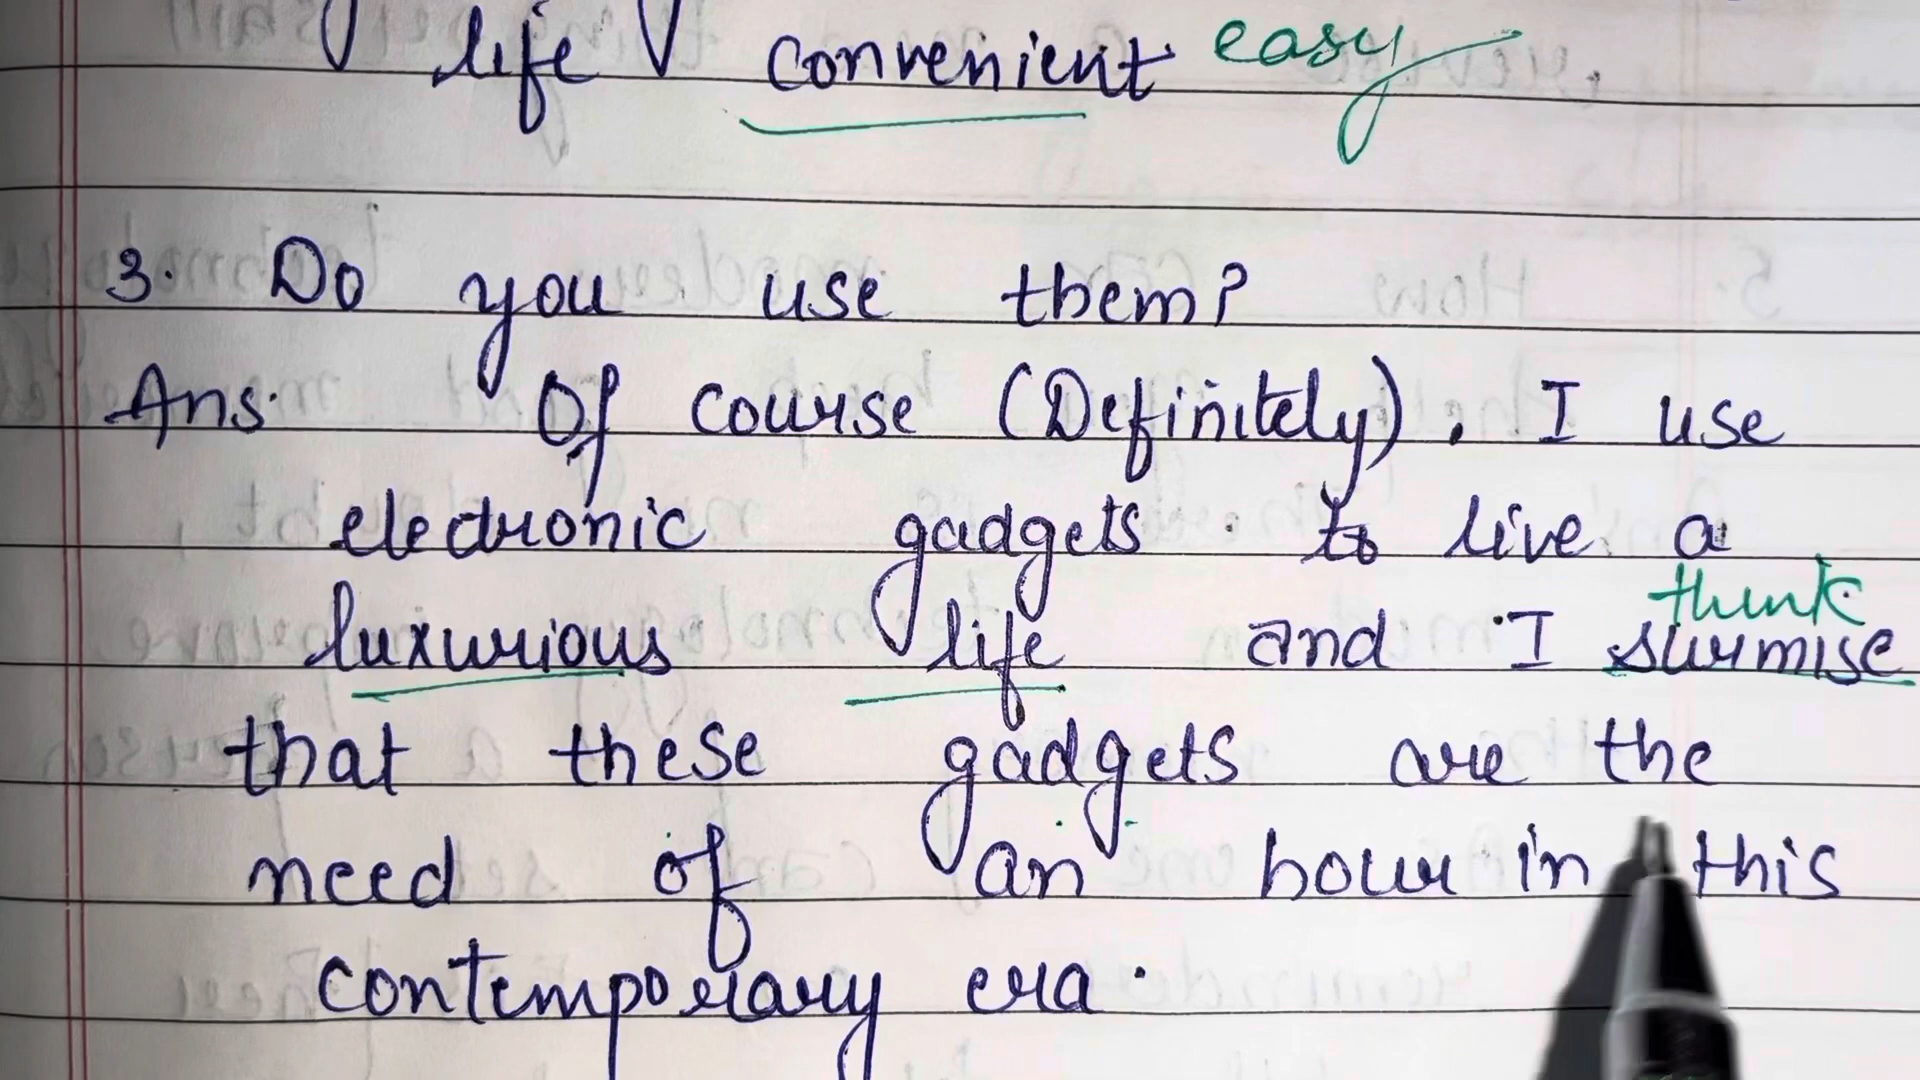 life convenient easy
3. Do you use them?
Ans. Of course (Definitely). I use
electronic gadgets to live a
think
luxurious life and I surmise
that these gadgets are the
need of an hour in this
contemporary era.